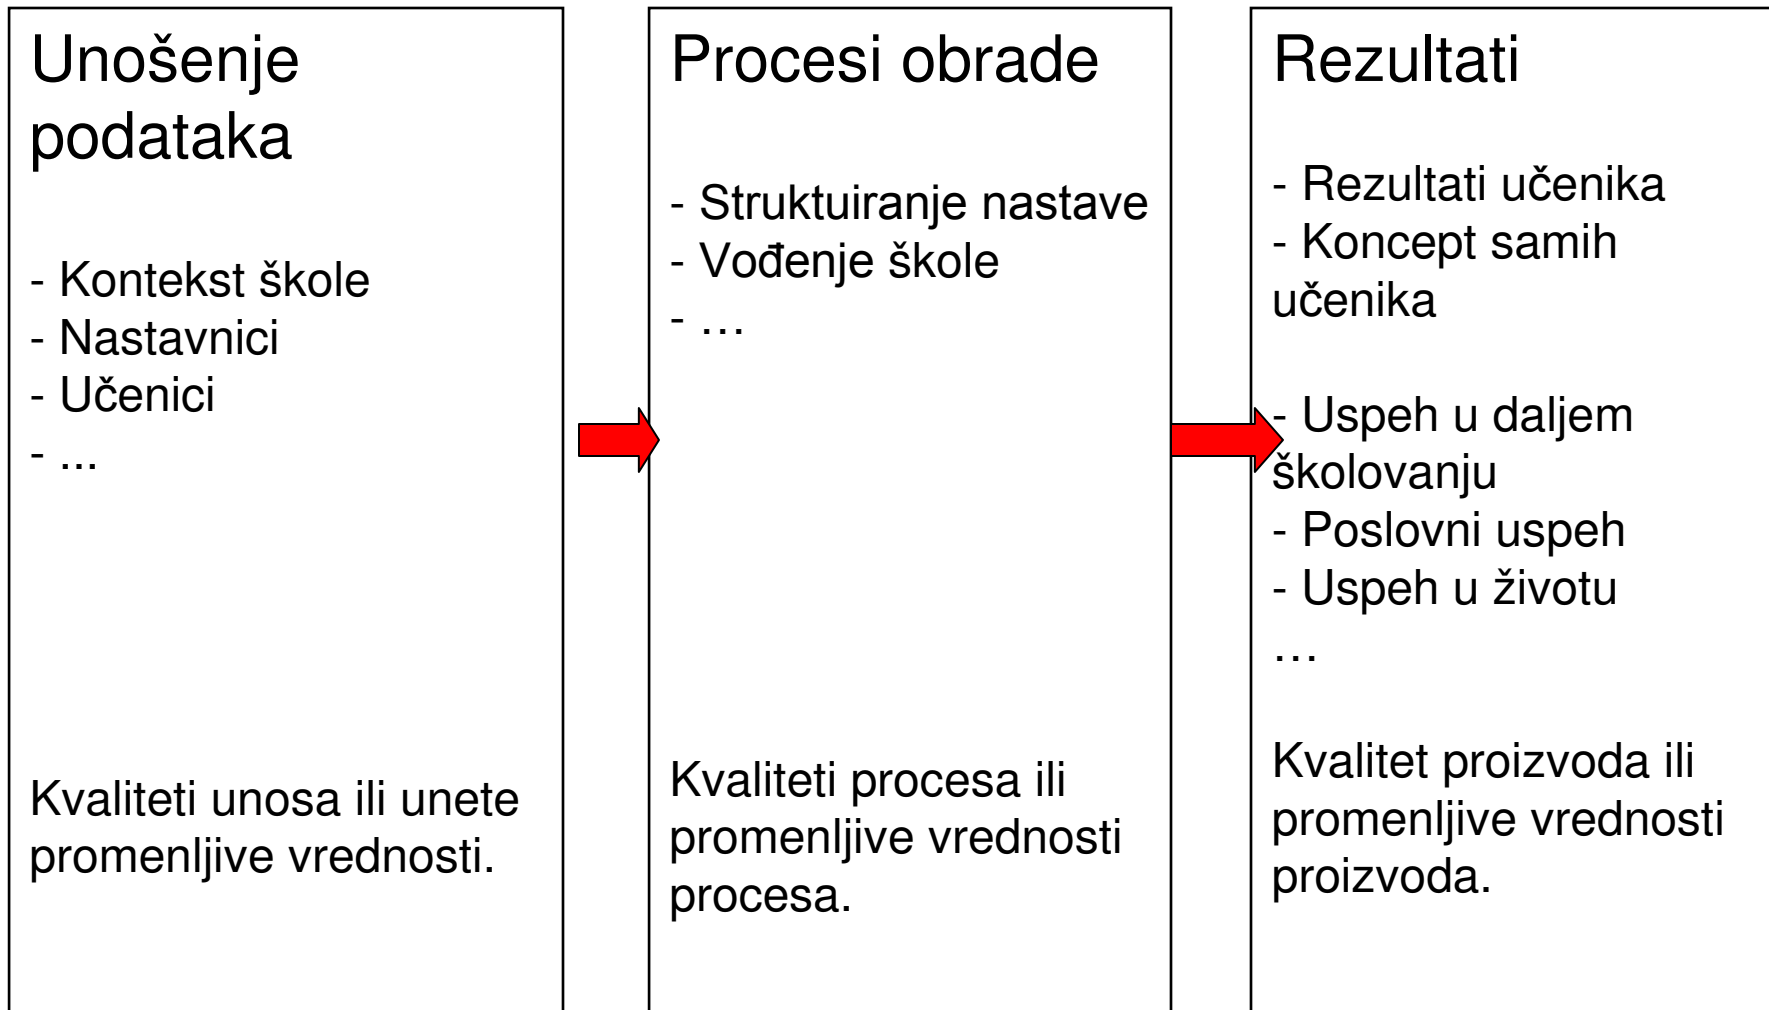 Unošenje
podataka
- Kontekst škole
- Nastavnici
- Učenici
- ...
Kvaliteti unosa ili unete
promenljive vrednosti.
Procesi obrade
- Struktuiranje nastave
- Vođenje škole
- …
Kvaliteti procesa ili
promenljive vrednosti
procesa.
Rezultati
- Rezultati učenika
- Koncept samih
učenika
- Uspeh u daljem
školovanju
- Poslovni uspeh
- Uspeh u životu
…
Kvalitet proizvoda ili
promenljive vrednosti
proizvoda.